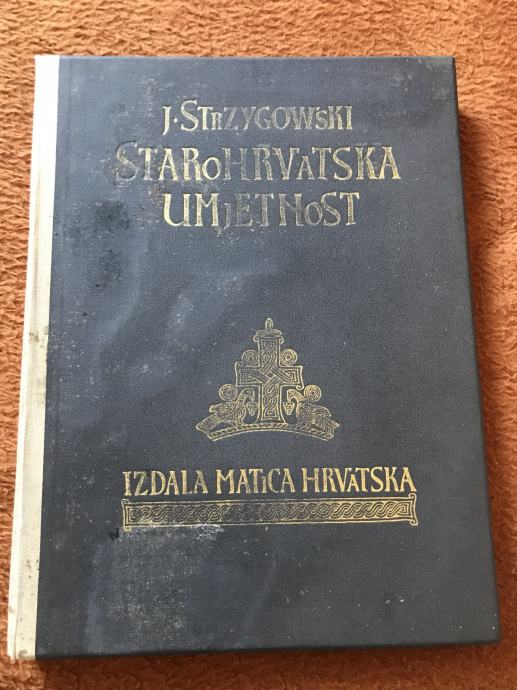 J. STRZYGOWSKI
STAROHRVATSKA
UMJETNOST
IZDALA MATICA HRVATSKA